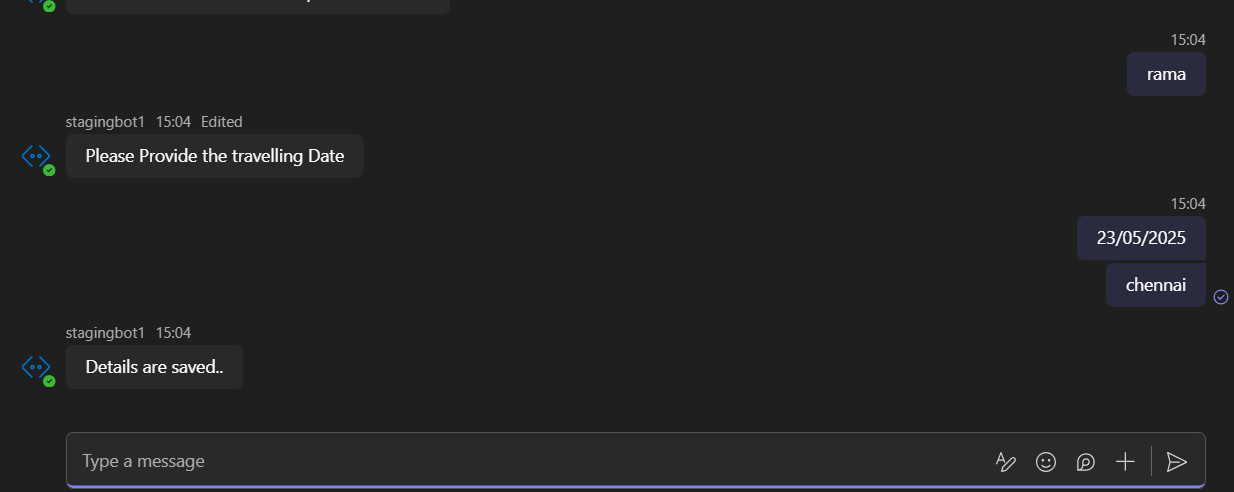 15:04
rama
stagingbot1 15:04 Edited
Please Provide the travelling Date
15:04
23/05/2025
chennai
stagingbot1 15:04
Details are saved..
Type a message